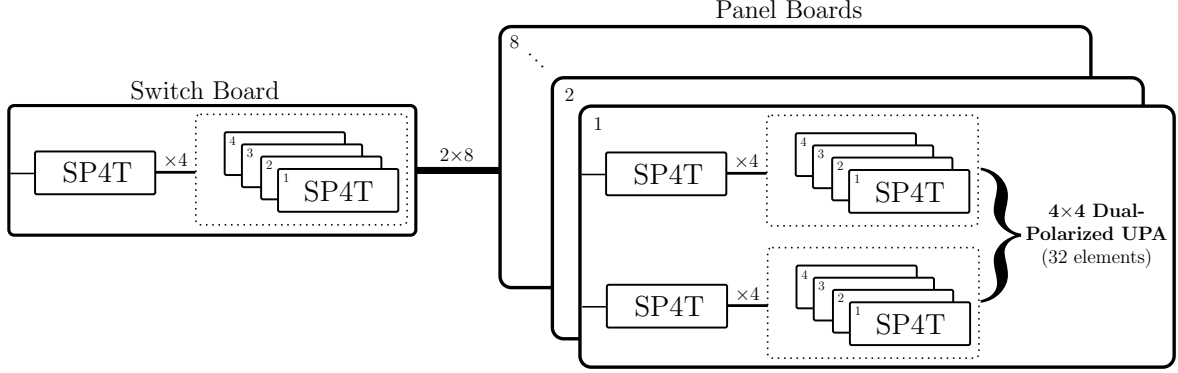 Panel Boards
Switch Board
8
⋱
2
1
SP4T
×4
4
3
2
1
SP4T
2×8
SP4T
×4
4
3
2
1
SP4T
SP4T
×4
4
3
2
1
SP4T
4×4 Dual-
Polarized UPA
(32 elements)